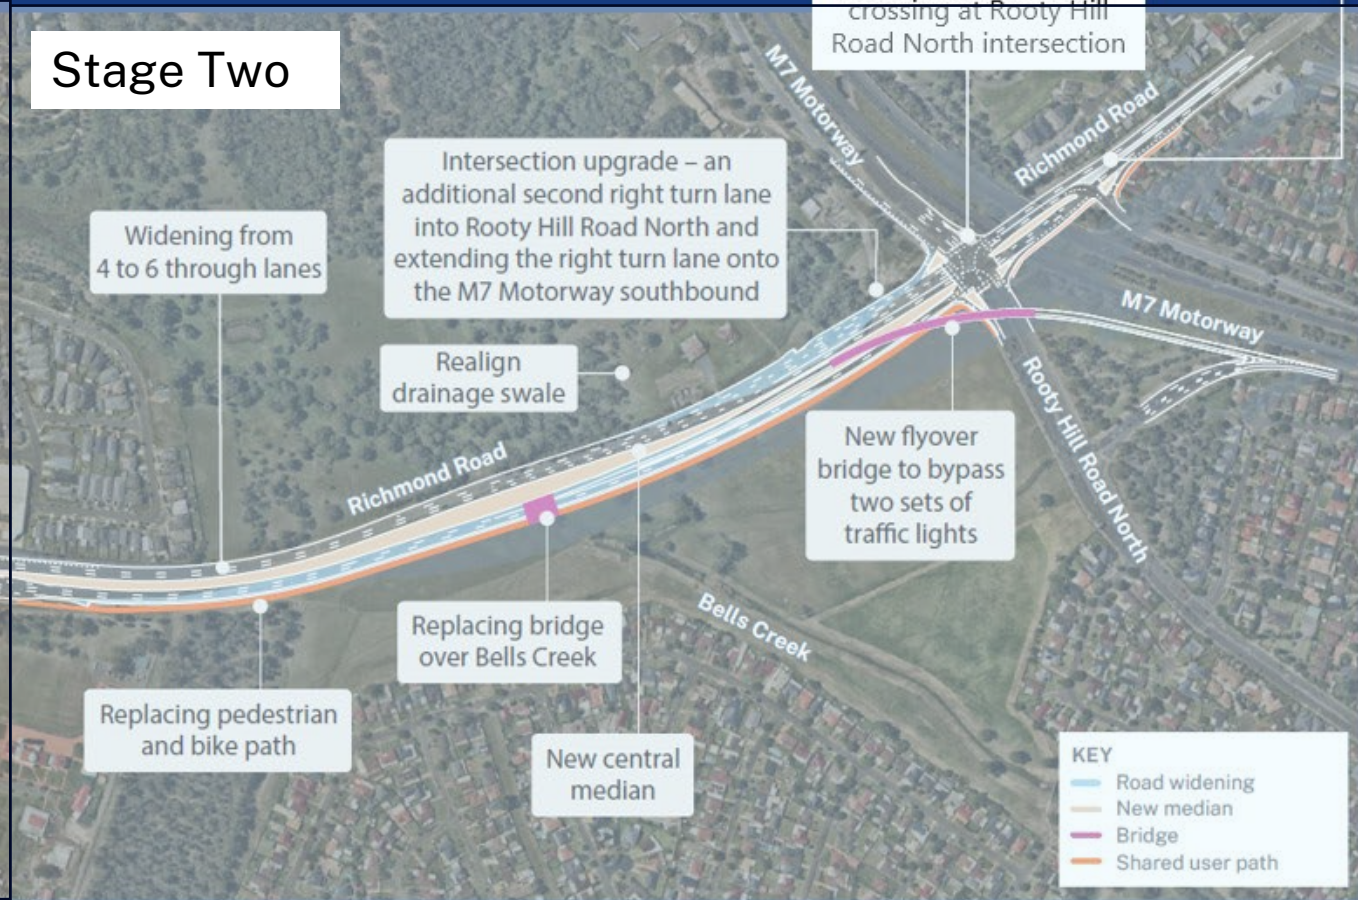 crossing at Rooty Hill
Road North intersection
Stage Two
M7 Motorway
Richmond Road
Intersection upgrade – an
additional second right turn lane
into Rooty Hill Road North and
extending the right turn lane onto
the M7 Motorway southbound
Widening from
4 to 6 through lanes
M7 Motorway
Realign
drainage swale
Rooty Hill Road North
New flyover
bridge to bypass
two sets of
traffic lights
Richmond Road
Bells Creek
Replacing bridge
over Bells Creek
Replacing pedestrian
and bike path
New central
median
KEY
Road widening
New median
Bridge
Shared user path